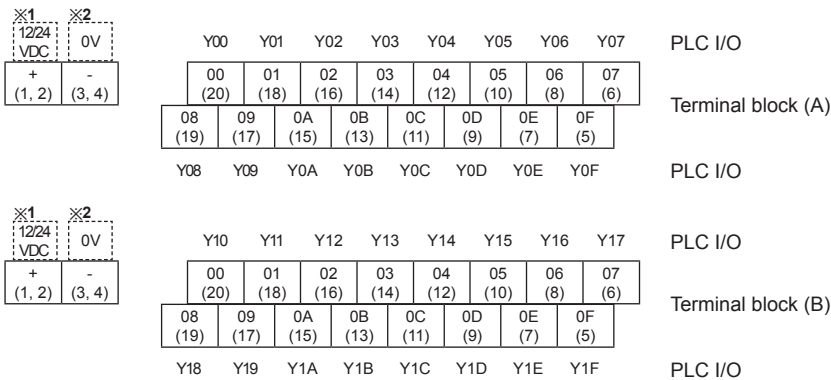 ※1 ※2
12/24 VDC 0V Y00 Y01 Y02 Y03 Y04 Y05 Y06 Y07 PLC I/O
+ - 00 01 02 03 04 05 06 07
(1, 2) (3, 4) (20) (18) (16) (14) (12) (10) (8) (6)
Terminal block (A)
08 09 0A 0B 0C 0D 0E 0F
(19) (17) (15) (13) (11) (9) (7) (5)
Y08 Y09 Y0A Y0B Y0C Y0D Y0E Y0F PLC I/O
※1 ※2
12/24 VDC 0V Y10 Y11 Y12 Y13 Y14 Y15 Y16 Y17 PLC I/O
+ - 00 01 02 03 04 05 06 07
(1, 2) (3, 4) (20) (18) (16) (14) (12) (10) (8) (6)
Terminal block (B)
08 09 0A 0B 0C 0D 0E 0F
(19) (17) (15) (13) (11) (9) (7) (5)
Y18 Y19 Y1A Y1B Y1C Y1D Y1E Y1F PLC I/O